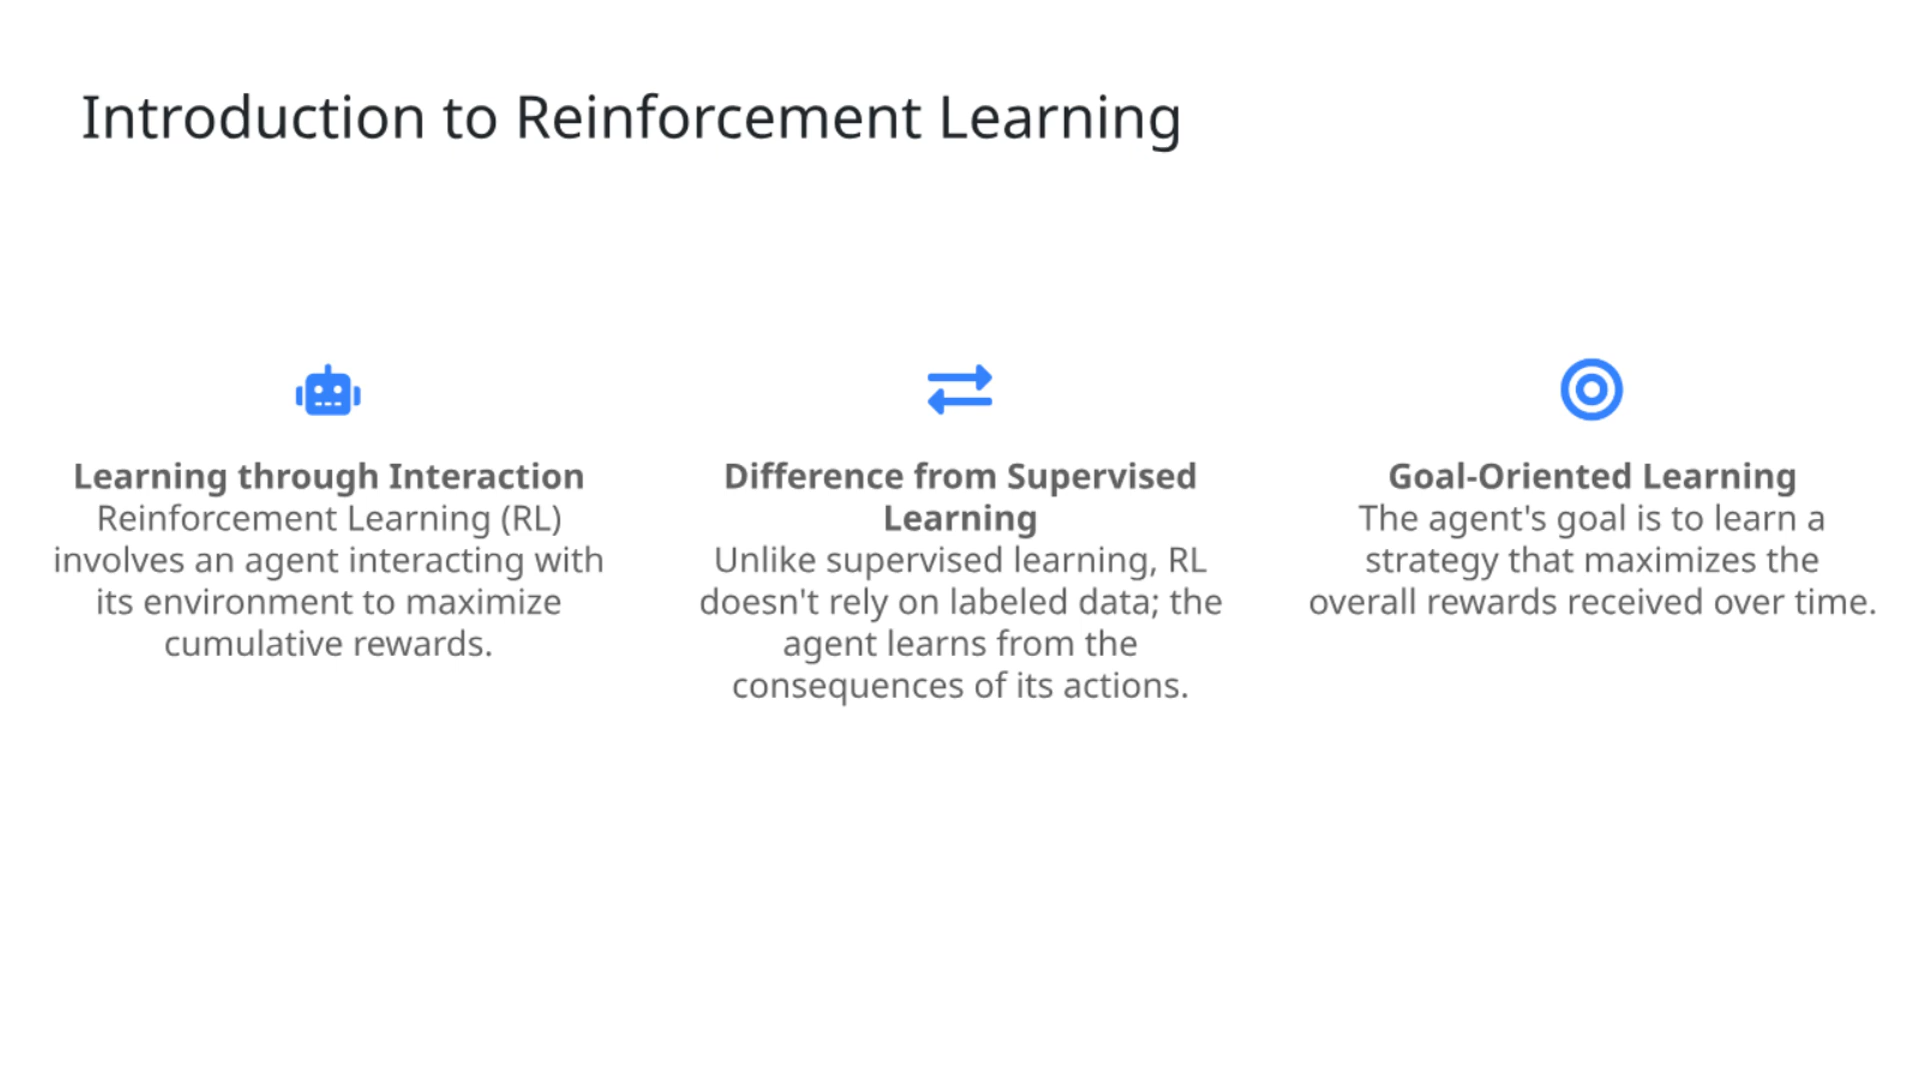 Introduction to Reinforcement Learning
Learning through Interaction
Reinforcement Learning (RL)
involves an agent interacting with
its environment to maximize
cumulative rewards.
Difference from Supervised
Learning
Unlike supervised learning, RL
doesn't rely on labeled data; the
agent learns from the
consequences of its actions.
Goal-Oriented Learning
The agent's goal is to learn a
strategy that maximizes the
overall rewards received over time.